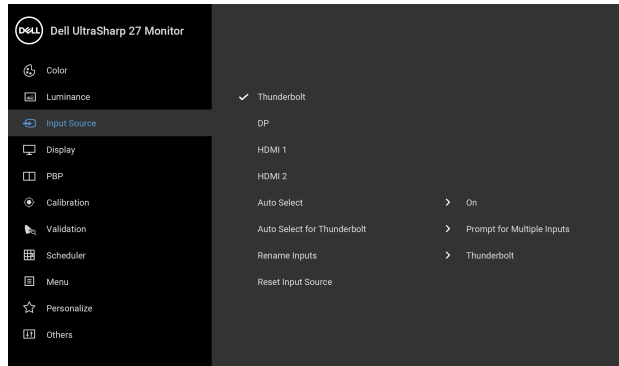 DELL Dell UltraSharp 27 Monitor
Color
Luminance
Input Source
Display
PBP
Calibration
Validation
Scheduler
Menu
Personalize
Others
Thunderbolt
DP
HDMI 1
HDMI 2
Auto Select On
Auto Select for Thunderbolt Prompt for Multiple Inputs
Rename Inputs Thunderbolt
Reset Input Source